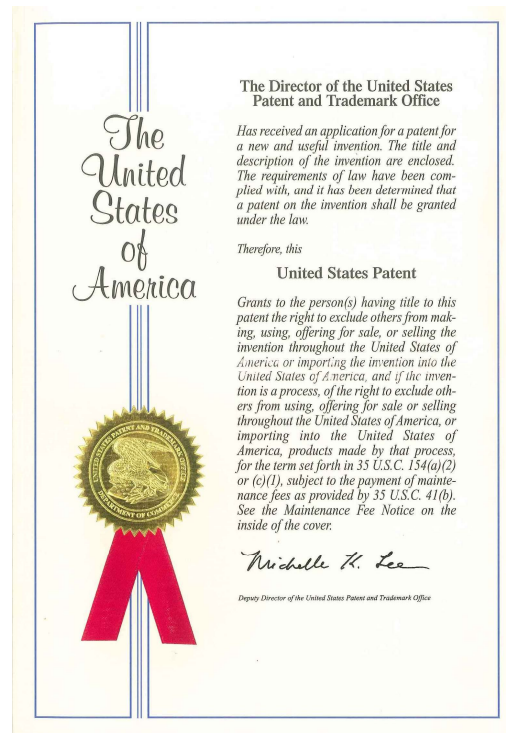 The
United
States
of
America
The Director of the United States
Patent and Trademark Office
Has received an application for a patent for
a new and useful invention. The title and
description of the invention are enclosed.
The requirements of law have been com-
plied with, and it has been determined that
a patent on the invention shall be granted
under the law.
Therefore, this
United States Patent
Grants to the person(s) having title to this
patent the right to exclude others from mak-
ing, using, offering for sale, or selling the
invention throughout the United States of
America or importing the invention into the
United States of America, and if the inven-
tion is a process, of the right to exclude oth-
ers from using, offering for sale or selling
throughout the United States of America, or
importing into the United States of
America, products made by that process,
for the term set forth in 35 U.S.C. 154(a)(2)
or (c)(1), subject to the payment of mainte-
nance fees as provided by 35 U.S.C. 41(b).
See the Maintenance Fee Notice on the
inside of the cover.
Michelle K. Lee
Deputy Director of the United States Patent and Trademark Office
UNITED STATES PATENT AND TRADEMARK OFFICE
DEPARTMENT OF COMMERCE